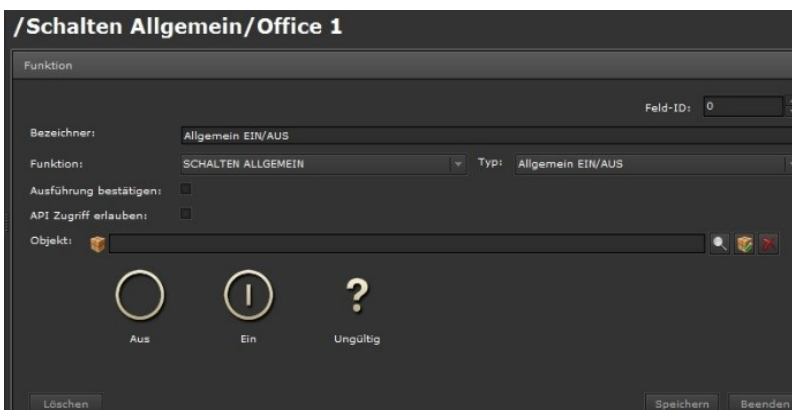 /Schalten Allgemein/Office 1
Funktion
Feld-ID: 0
Bezeichner: Allgemein EIN/AUS
Funktion: SCHALTEN ALLGEMEIN Typ: Allgemein EIN/AUS
Ausführung bestätigen:
API Zugriff erlauben:
Objekt:
Aus Ein Ungültig
Löschen Speichern Beenden